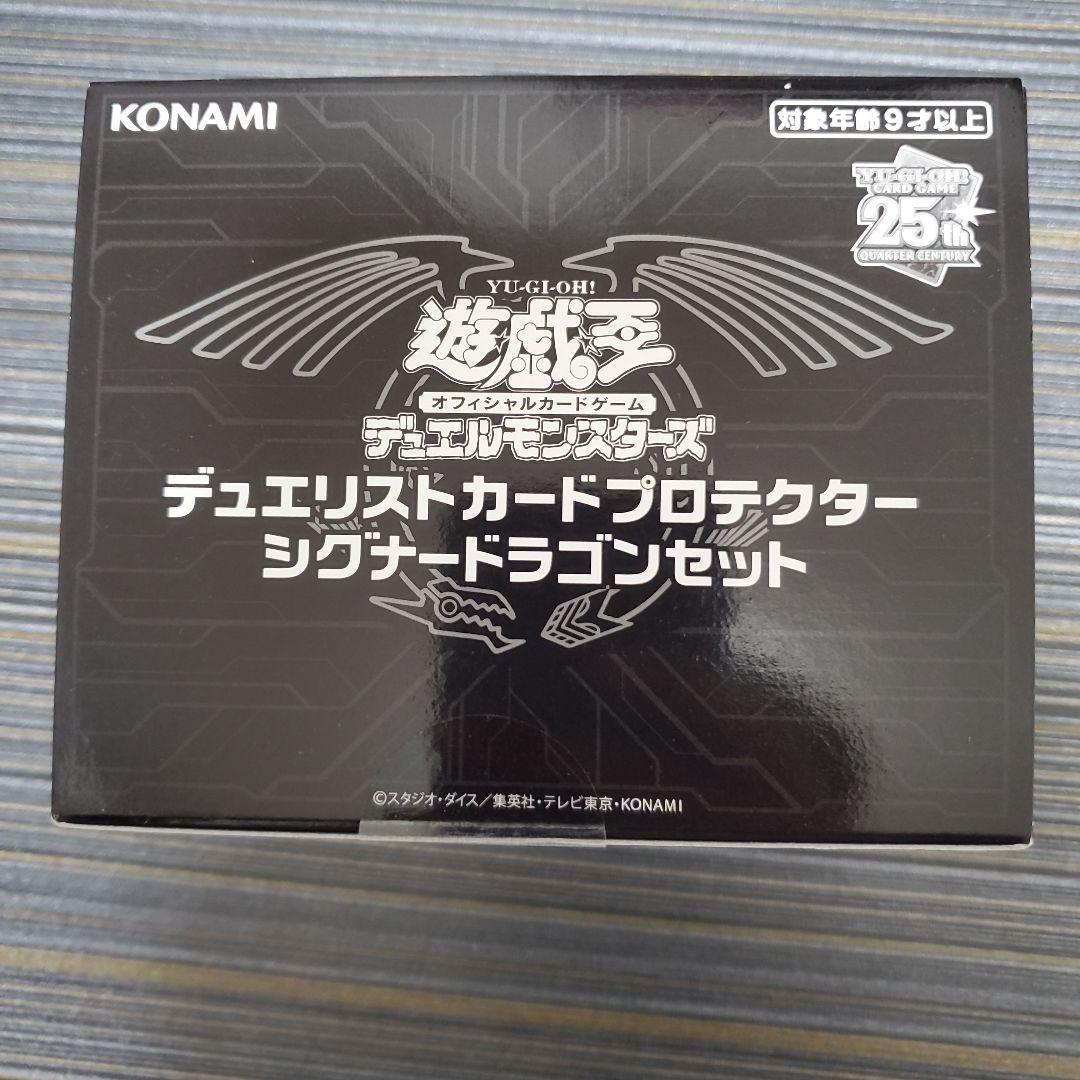 KONAMI
対象年齢9才以上
YU-GI-OH!
CARD GAME
25th
QUARTER CENTURY
YU-GI-OH!
遊☆戯☆王
オフィシャルカードゲーム
デュエルモンスターズ
デュエリストカードプロテクター
シグナードラゴンセット
©スタジオ・ダイス／集英社・テレビ東京・KONAMI